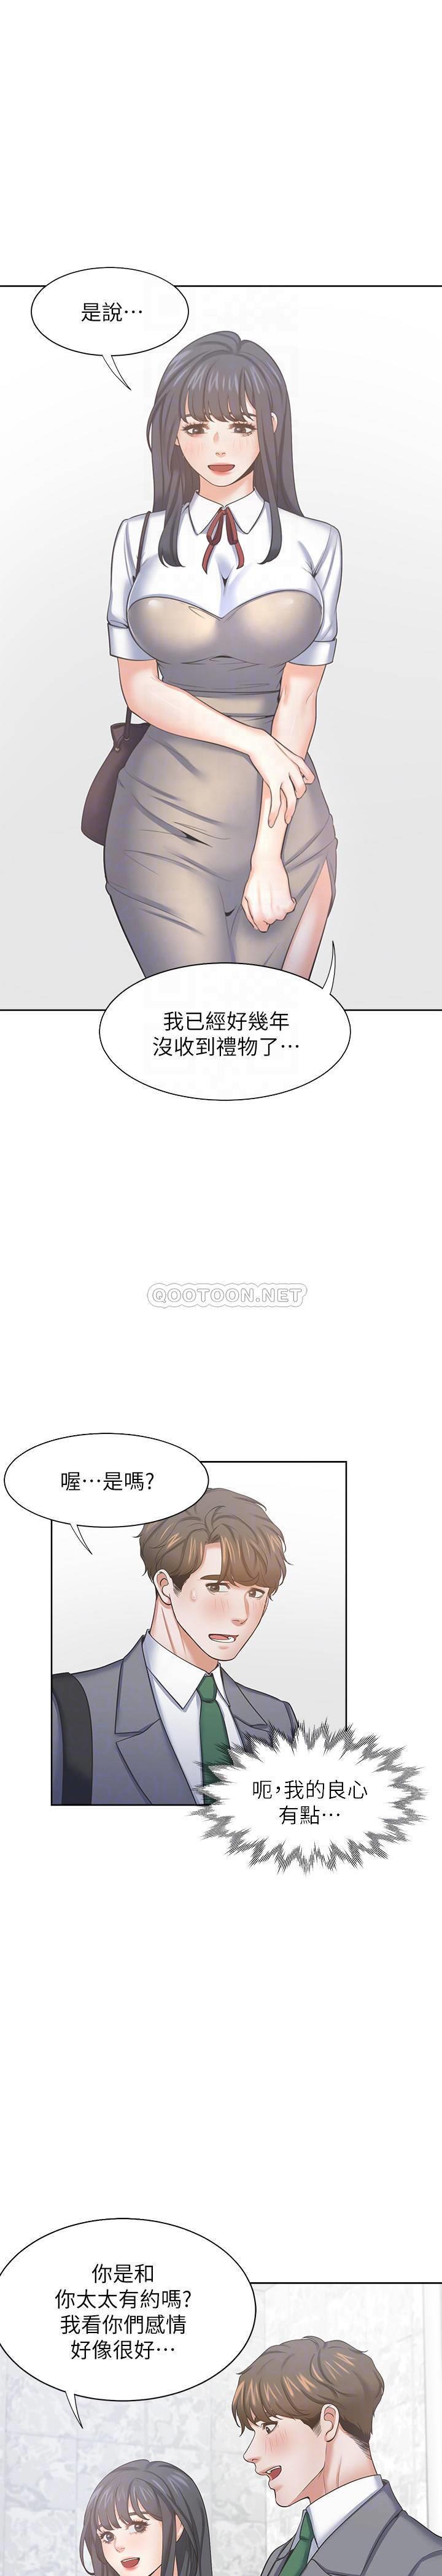 是說…
我已經好幾年
沒收到禮物了…
QOOTOON.NET
喔…是嗎?
呃,我的良心
有點…
你是和
你太太有約嗎?
我看你們感情
好像很好…